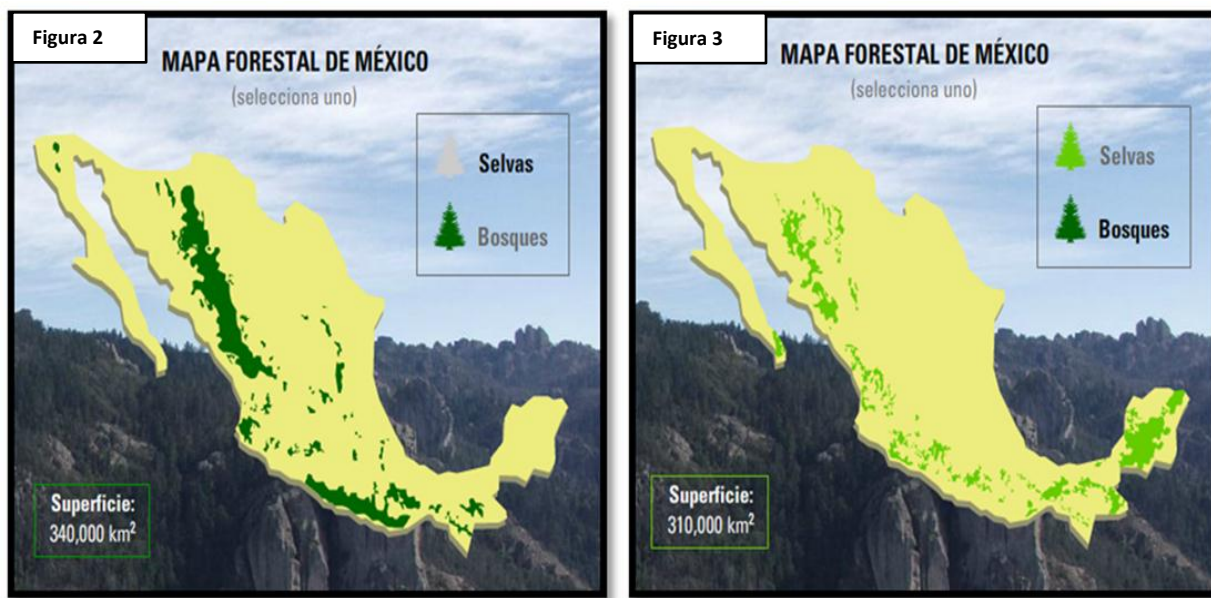 Figura 2
MAPA FORESTAL DE MÉXICO
(selecciona uno)
Selvas
Bosques
Superficie:
340,000 km²
Figura 3
MAPA FORESTAL DE MÉXICO
(selecciona uno)
Selvas
Bosques
Superficie:
310,000 km²